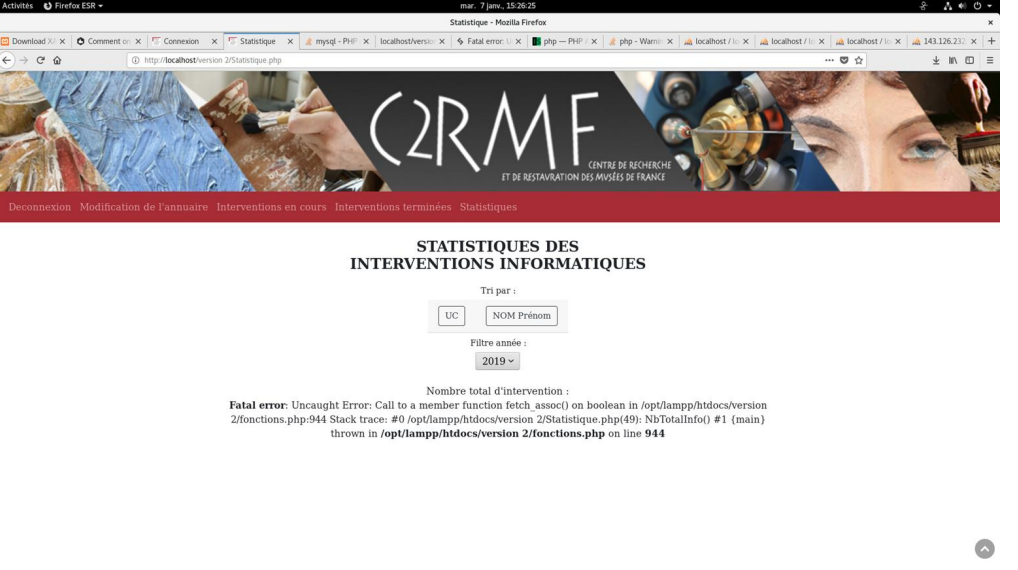 Activités Firefox ESR
mar. 7 janv., 15:26:25
Statistique - Mozilla Firefox
Download XA Comment on Connexion Statistique mysql - PHP localhost/version Fatal error: U php — PHP / php - Warnin localhost / lo localhost / lo localhost / lo 143.126.232
http://localhost/version 2/Statistique.php
C2RMF
CENTRE DE RECHERCHE
ET DE RESTAVRATION DES MVSÉES DE FRANCE
Deconnexion Modification de l'annuaire Interventions en cours Interventions terminées Statistiques
STATISTIQUES DES
INTERVENTIONS INFORMATIQUES
Tri par :
UC NOM Prénom
Filtre année :
2019
Nombre total d'intervention :
Fatal error: Uncaught Error: Call to a member function fetch_assoc() on boolean in /opt/lampp/htdocs/version
2/fonctions.php:944 Stack trace: #0 /opt/lampp/htdocs/version 2/Statistique.php(49): NbTotalInfo() #1 {main}
thrown in /opt/lampp/htdocs/version 2/fonctions.php on line 944